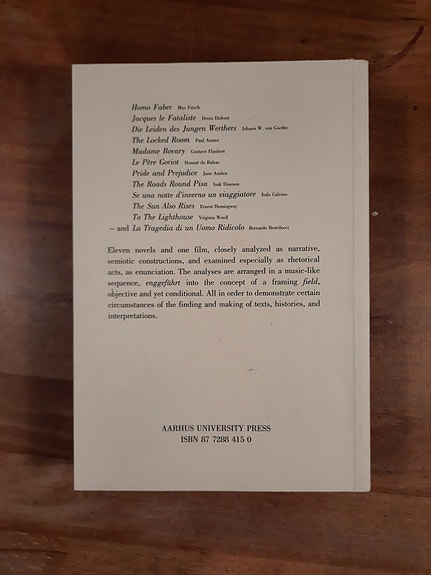 Homo Faber Max Frisch
Jacques le Fataliste Denis Diderot
Die Leiden des Jungen Werthers Johann W. von Goethe
The Locked Room Paul Auster
Madame Bovary Gustave Flaubert
Le Père Goriot Honoré de Balzac
Pride and Prejudice Jane Austen
The Roads Round Pisa Isak Dinesen
Se una notte d'inverno un viaggiatore Italo Calvino
The Sun Also Rises Ernest Hemingway
To The Lighthouse Virginia Woolf
– and La Tragedia di un Uomo Ridicolo Bernardo Bertolucci
Eleven novels and one film, closely analyzed as narrative,
semiotic constructions, and examined especially as rhetorical
acts, as enunciation. The analyses are arranged in a music-like
sequence, enggeführt into the concept of a framing field,
objective and yet conditional. All in order to demonstrate certain
circumstances of the finding and making of texts, histories, and
interpretations.
AARHUS UNIVERSITY PRESS
ISBN 87 7288 415 0